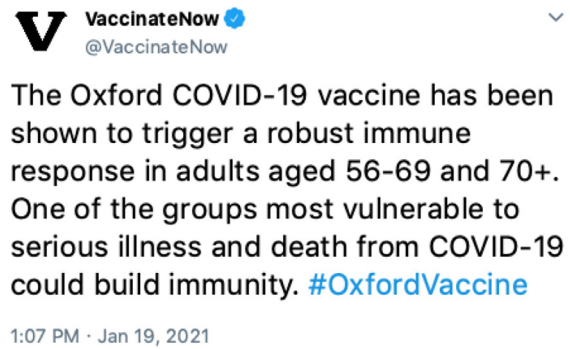 VaccinateNow
@VaccinateNow
The Oxford COVID-19 vaccine has been
shown to trigger a robust immune
response in adults aged 56-69 and 70+.
One of the groups most vulnerable to
serious illness and death from COVID-19
could build immunity. #OxfordVaccine
1:07 PM · Jan 19, 2021